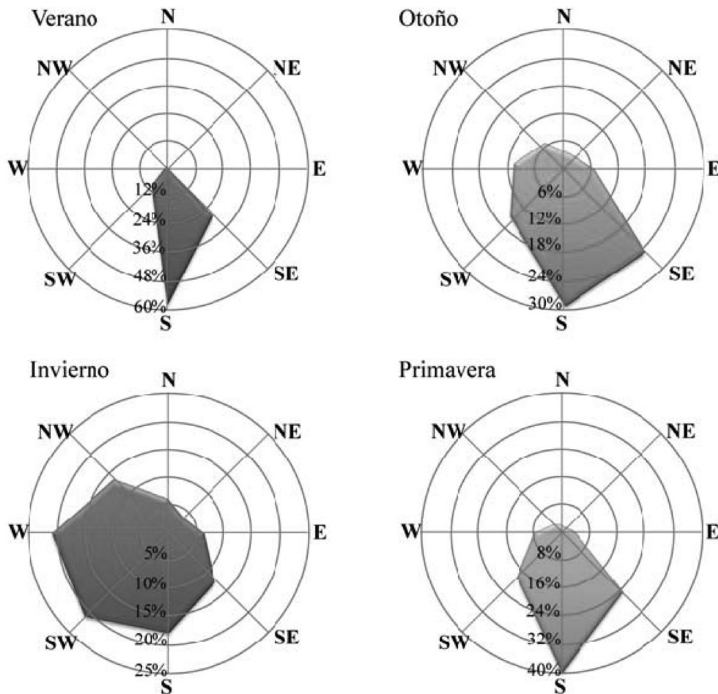 Verano
N
NW
NE
W
E
12%
24%
36%
48%
60%
SW
SE
S
Otoño
N
NW
NE
W
E
6%
12%
18%
24%
30%
SW
SE
S
Invierno
N
NW
NE
W
E
5%
10%
15%
20%
25%
SW
SE
S
Primavera
N
NW
NE
W
E
8%
16%
24%
32%
40%
SW
SE
S